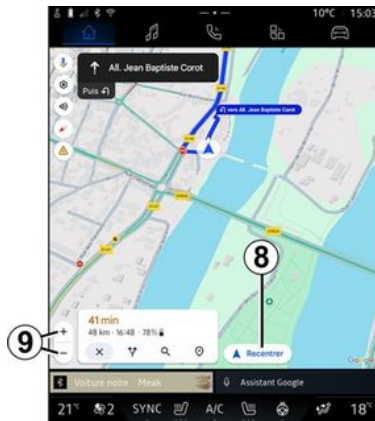 10°C 15:03
↑ All. Jean Baptiste Corot
Puis
vers All. Jean Baptiste Corot
8
9
+
−
41 min
48 km · 16:48 · 78%
Recentrer
Google
Voiture noire · Meak
Assistant Google
21° 2 SYNC A/C 18°